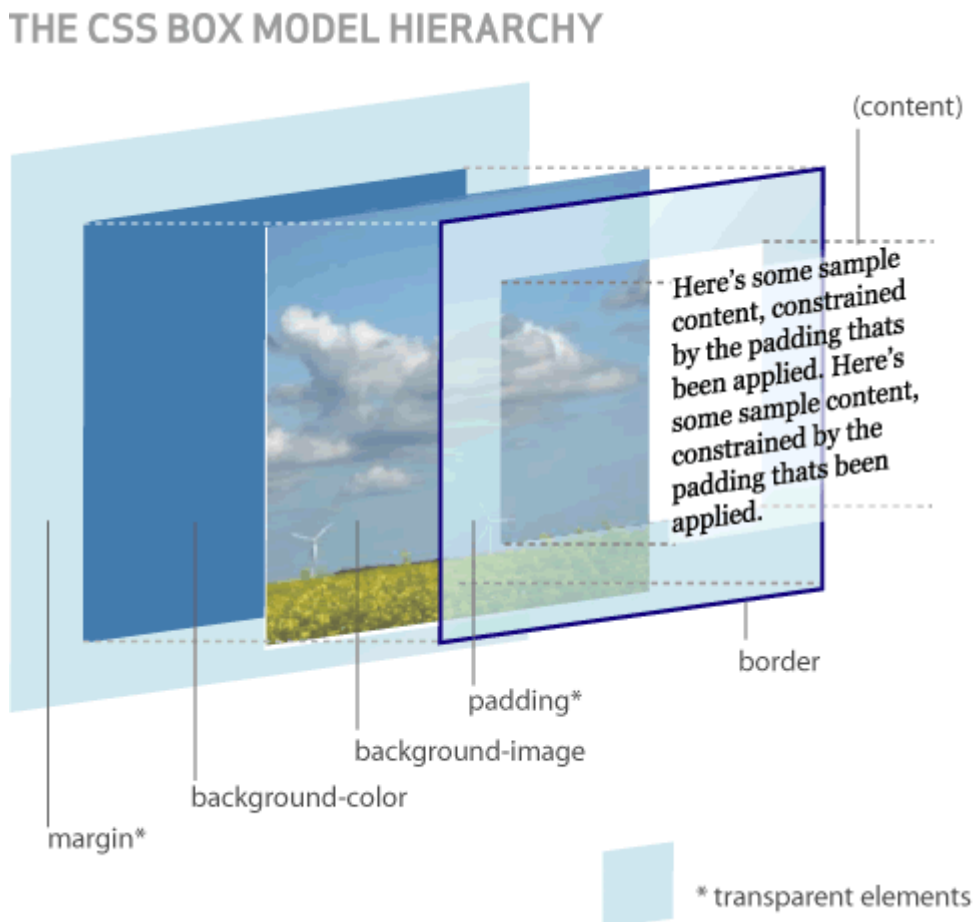 THE CSS BOX MODEL HIERARCHY
(content)
Here's some sample
content, constrained
by the padding thats
been applied. Here's
some sample content,
constrained by the
padding thats been
applied.
border
padding*
background-image
background-color
margin*
* transparent elements